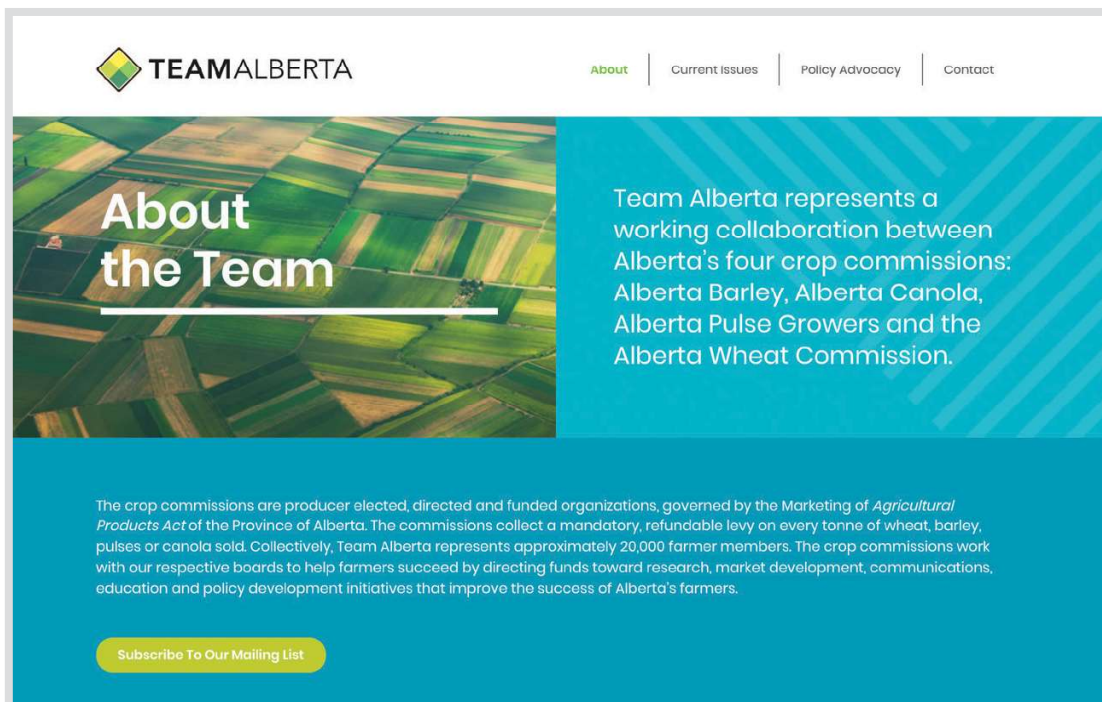 TEAMALBERTA
About
Current Issues
Policy Advocacy
Contact
About
the Team
Team Alberta represents a
working collaboration between
Alberta's four crop commissions:
Alberta Barley, Alberta Canola,
Alberta Pulse Growers and the
Alberta Wheat Commission.
The crop commissions are producer elected, directed and funded organizations, governed by the Marketing of Agricultural
Products Act of the Province of Alberta. The commissions collect a mandatory, refundable levy on every tonne of wheat, barley,
pulses or canola sold. Collectively, Team Alberta represents approximately 20,000 farmer members. The crop commissions work
with our respective boards to help farmers succeed by directing funds toward research, market development, communications,
education and policy development initiatives that improve the success of Alberta's farmers.
Subscribe To Our Mailing List